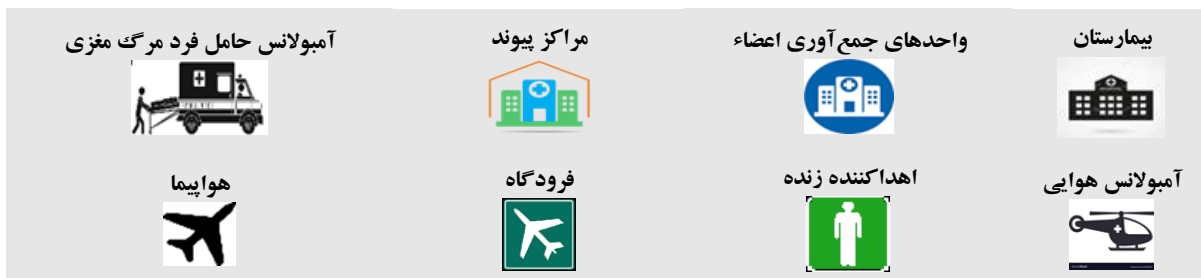 بیمارستان
واحدهای جمع‌آوری اعضاء
مراکز پیوند
آمبولانس حامل فرد مرگ مغزی
آمبولانس هوایی
اهداکننده زنده
فرودگاه
هواپیما